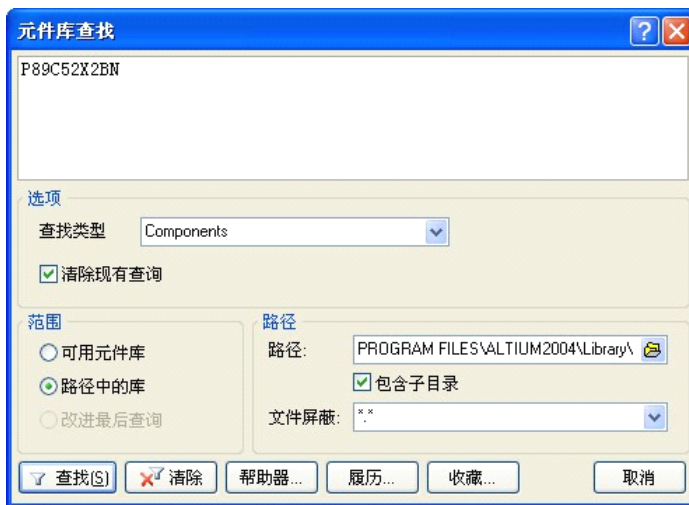 元件库查找
P89C52X2BN
选项
查找类型 Components
清除现有查询
范围
可用元件库
路径中的库
改进最后查询
路径
路径: PROGRAM FILES\ALTIUM2004\Library\
包含子目录
文件屏蔽: *.*
查找(S) 清除 帮助器... 履历... 收藏... 取消